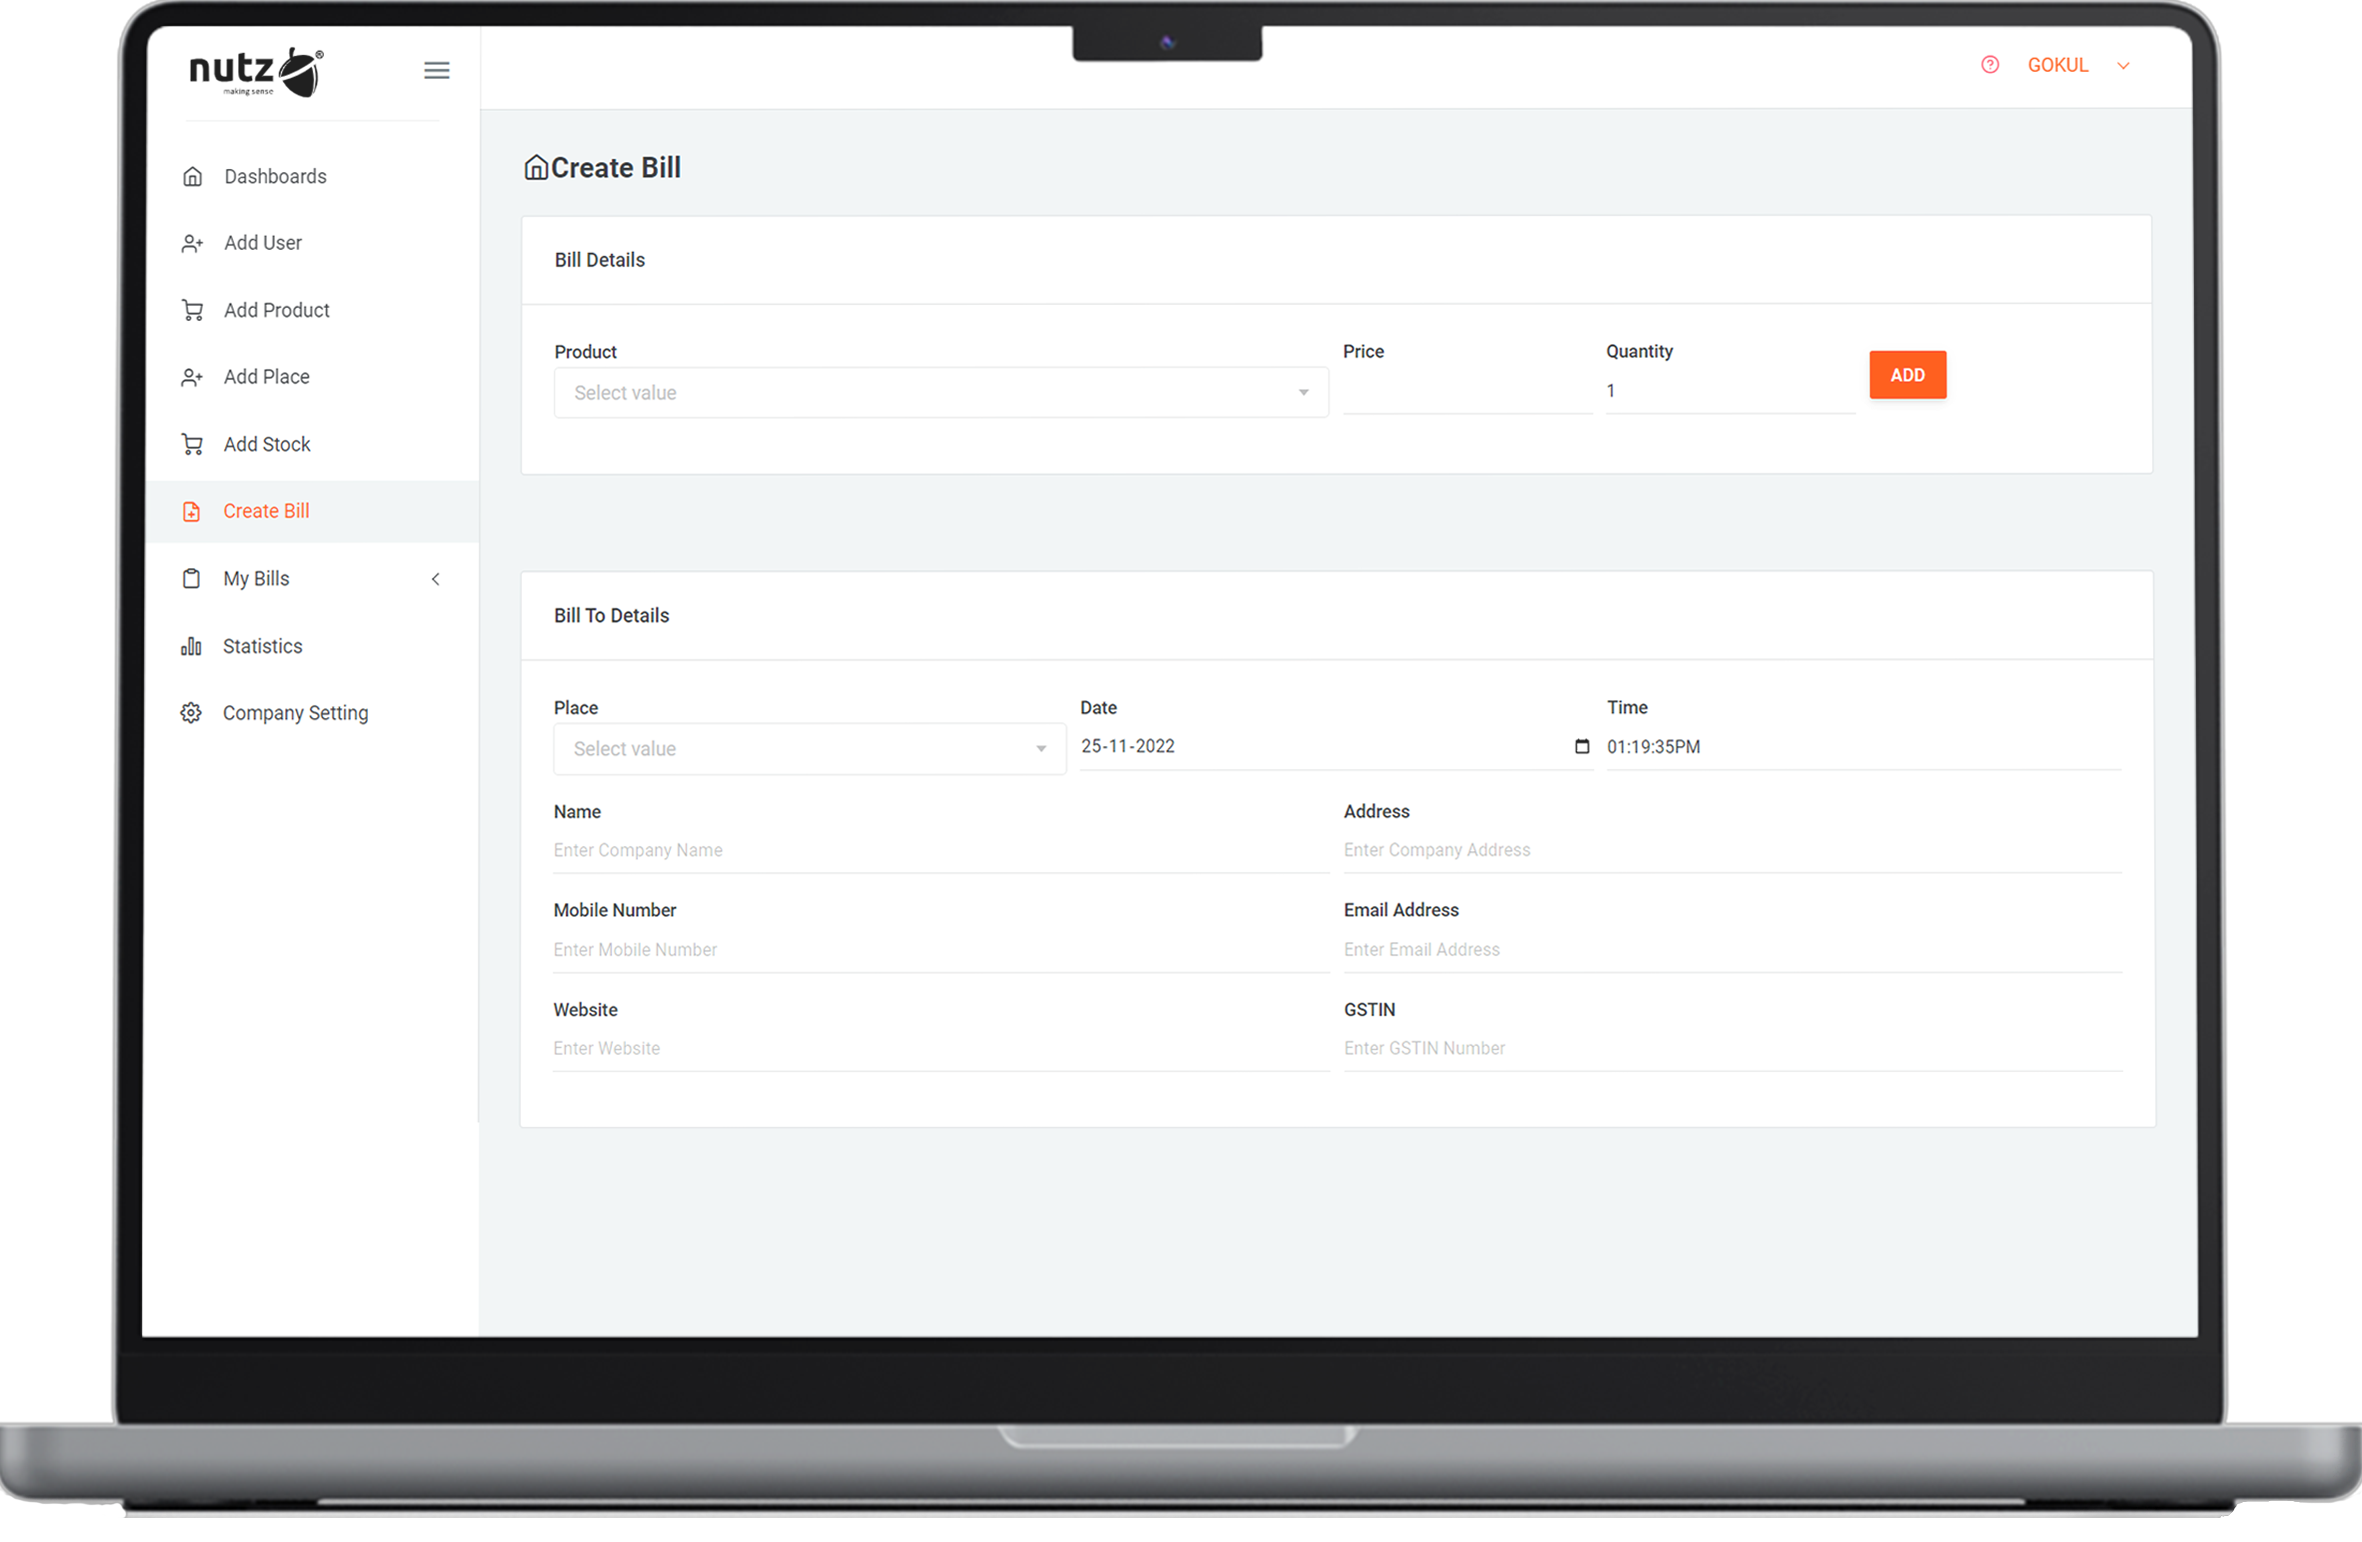 nutz®
making sense
GOKUL
Dashboards
Add User
Add Product
Add Place
Add Stock
Create Bill
My Bills
Statistics
Company Setting
Create Bill
Bill Details
Product Price Quantity
Select value 1 ADD
Bill To Details
Place Date Time
Select value 25-11-2022 01:19:35PM
Name Address
Enter Company Name Enter Company Address
Mobile Number Email Address
Enter Mobile Number Enter Email Address
Website GSTIN
Enter Website Enter GSTIN Number